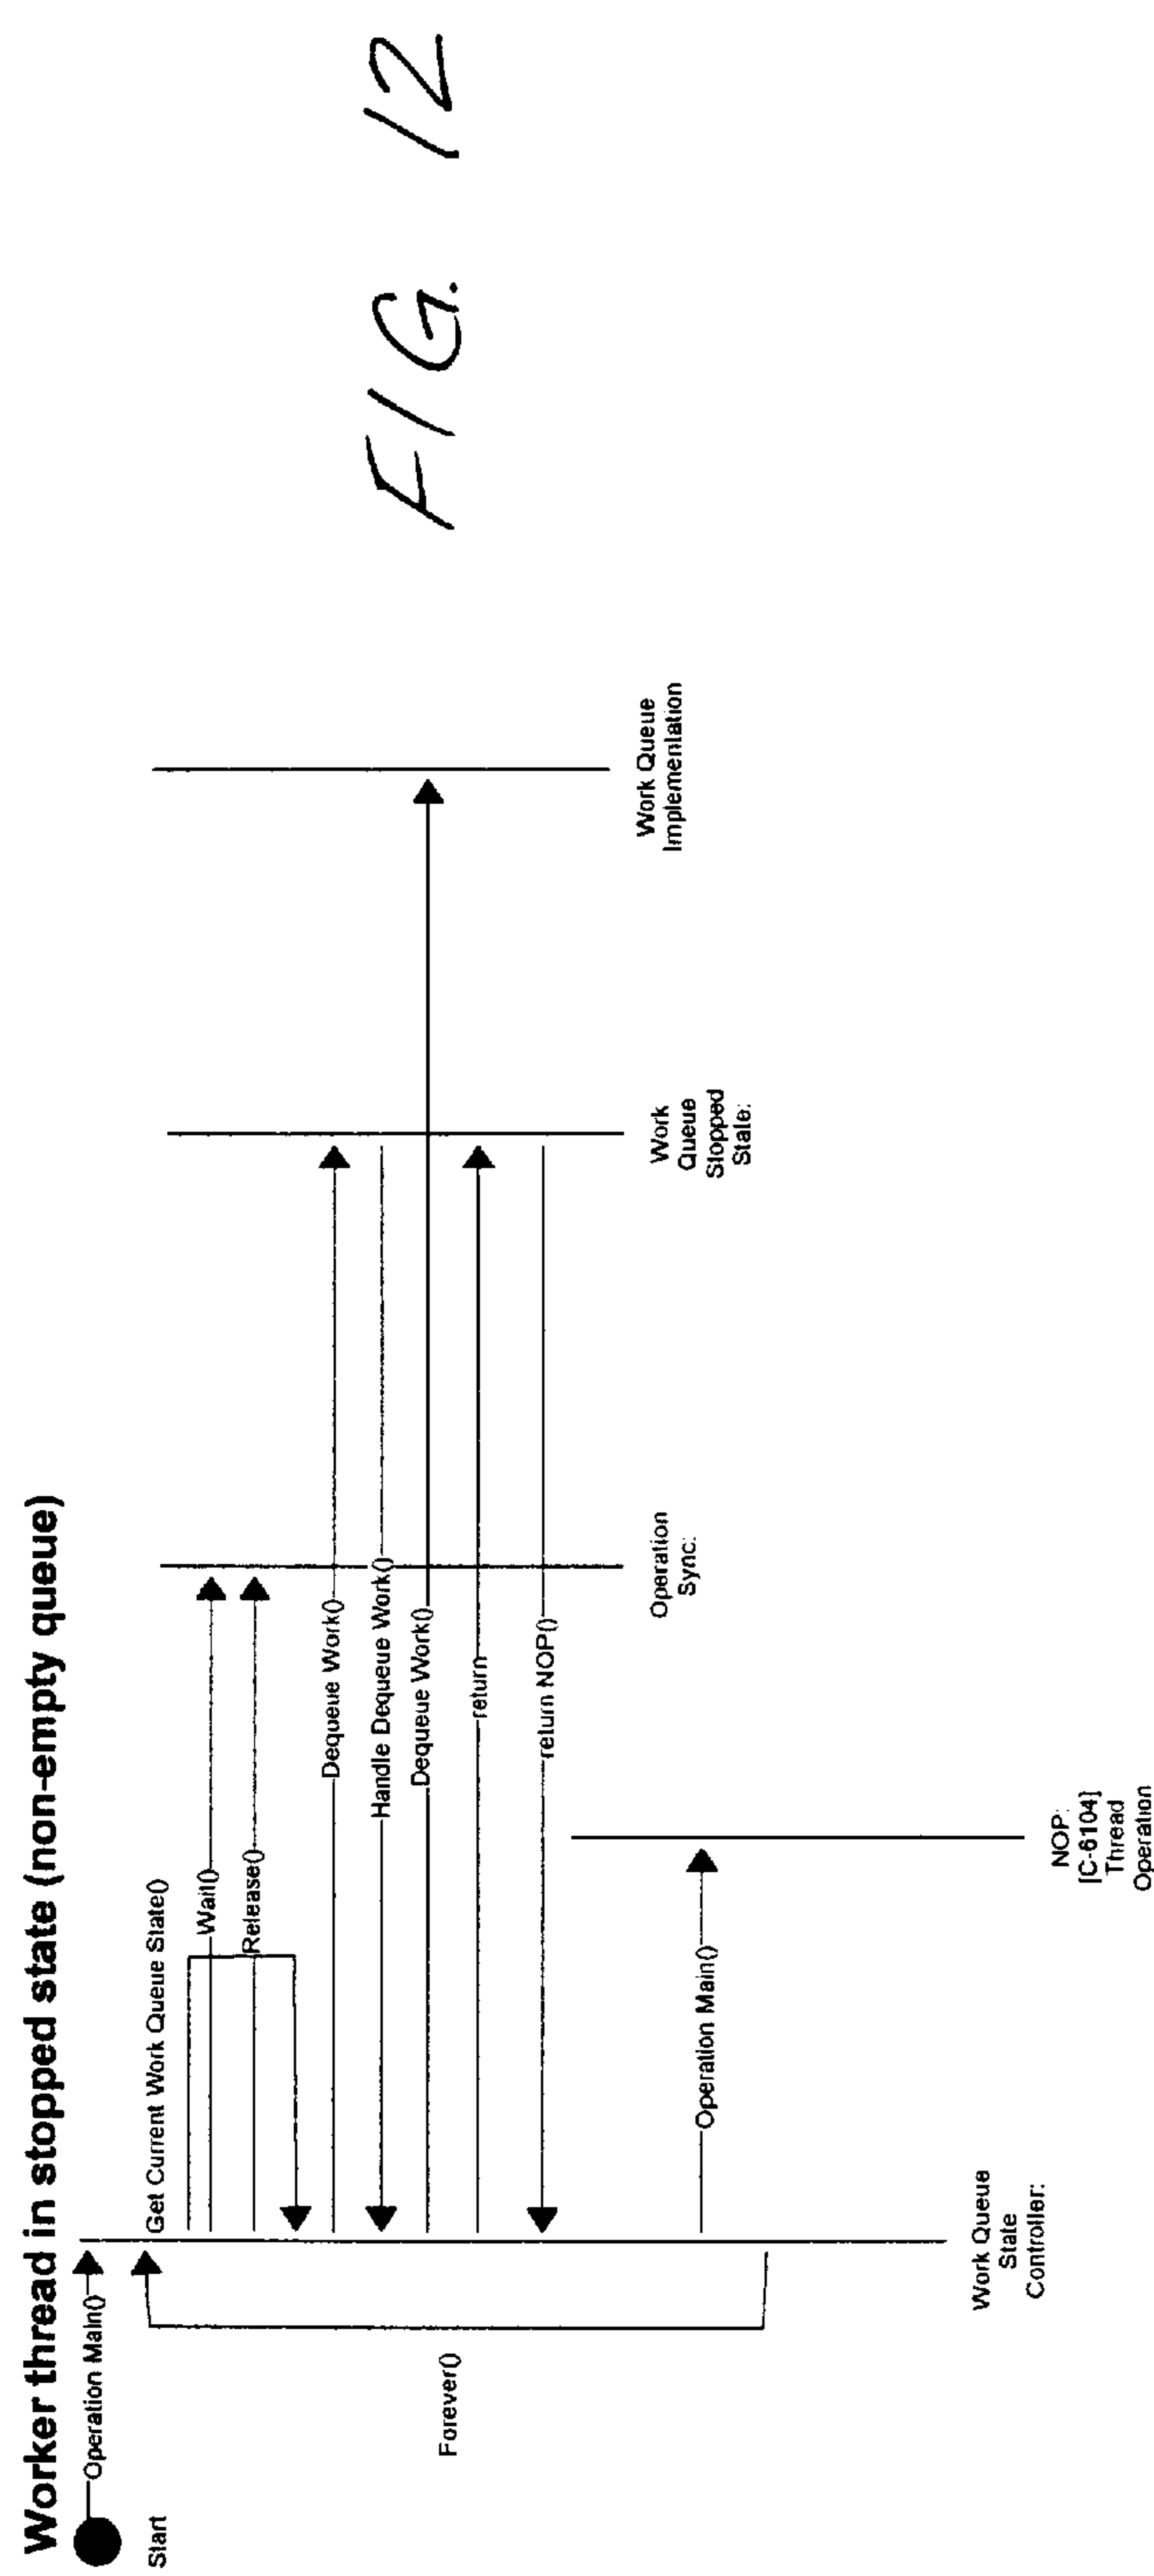 Worker thread in stopped state (non-empty queue)
Operation Main()
Start
Get Current Work Queue State()
Wait()
Release()
Dequeue Work()
Handle Dequeue Work()
Dequeue Work()
return
return NOP()
Forever()
Operation Main()
Work Queue
State
Controller:
NOP:
[C-6104]
Thread
Operation
Operation
Sync:
Work
Queue
Stopped
State:
Work Queue
Implementation
FIG. 12